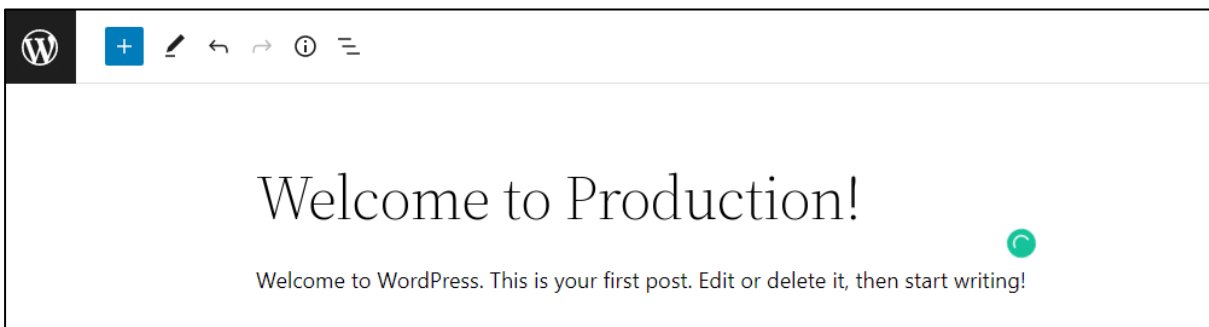 Welcome to Production!
Welcome to WordPress. This is your first post. Edit or delete it, then start writing!